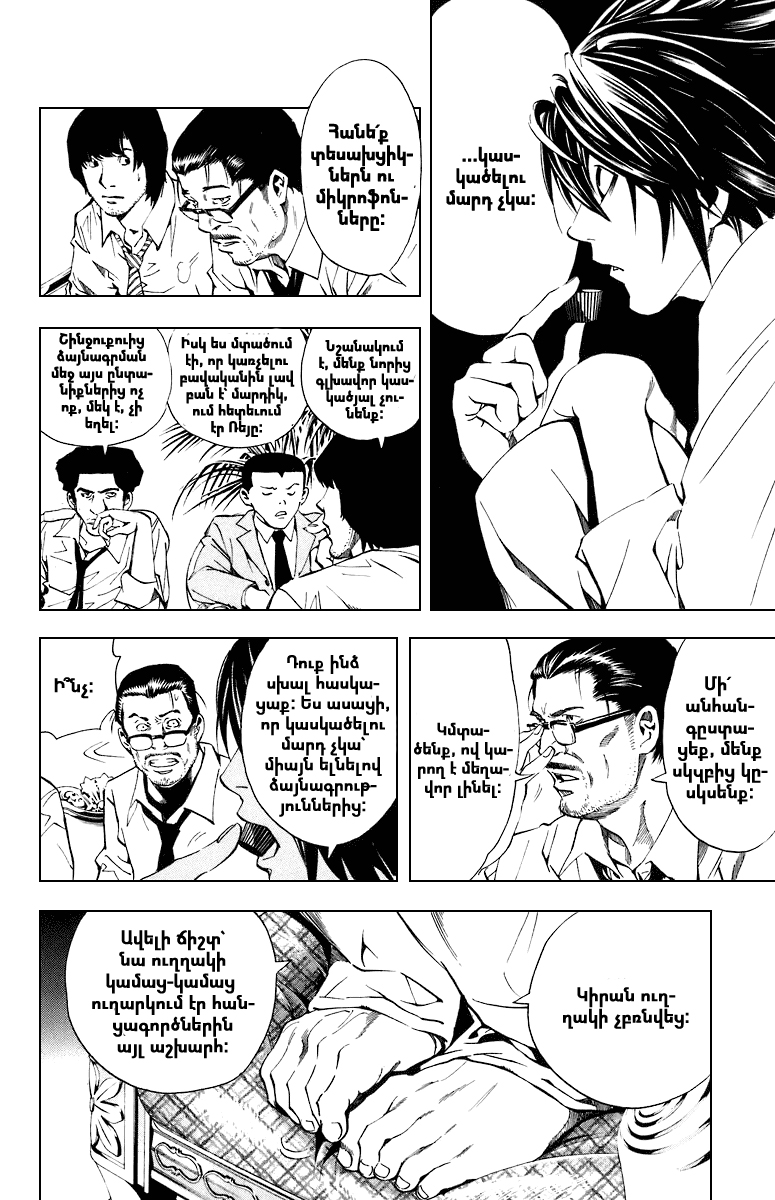 ...կաս-
կածելու
մարդ չկա:
Հանե՛ք
տեսախցիկ-
ներն ու
միկրոֆոն-
ները:
Նշանակում
է, մենք նորից
գլխավոր կաս-
կածյալ չու-
նենք:
Իսկ ես մտածում
էի, որ կառչելու
բավականին լավ
բան է՝ մարդիկ,
ում հետեւում
էր Ռեյը:
Շինջուքուից
ձայնագրման
մեջ այս ընտա-
նիքներից ոչ
ոք, մեկ է, չի
եղել:
Մի՛
անհան-
գըստա-
ցեք, մենք
սկզբից կը-
սկսենք:
Կմտա-
ծենք, ով կա-
րող է մեղա-
վոր լինել:
Դուք ինձ
սխալ հասկա-
ցաք: Ես ասացի,
որ կասկածելու
մարդ չկա՝
միայն ելնելով
ձայնագրութ-
յուններից:
Ի՞նչ:
Կիրան ուղ-
ղակի չբռնվեց:
Ավելի ճիշտ՝
նա ուղղակի
կամաց-կամաց
ուղարկում էր հան-
ցագործներին
այլ աշխարհ: